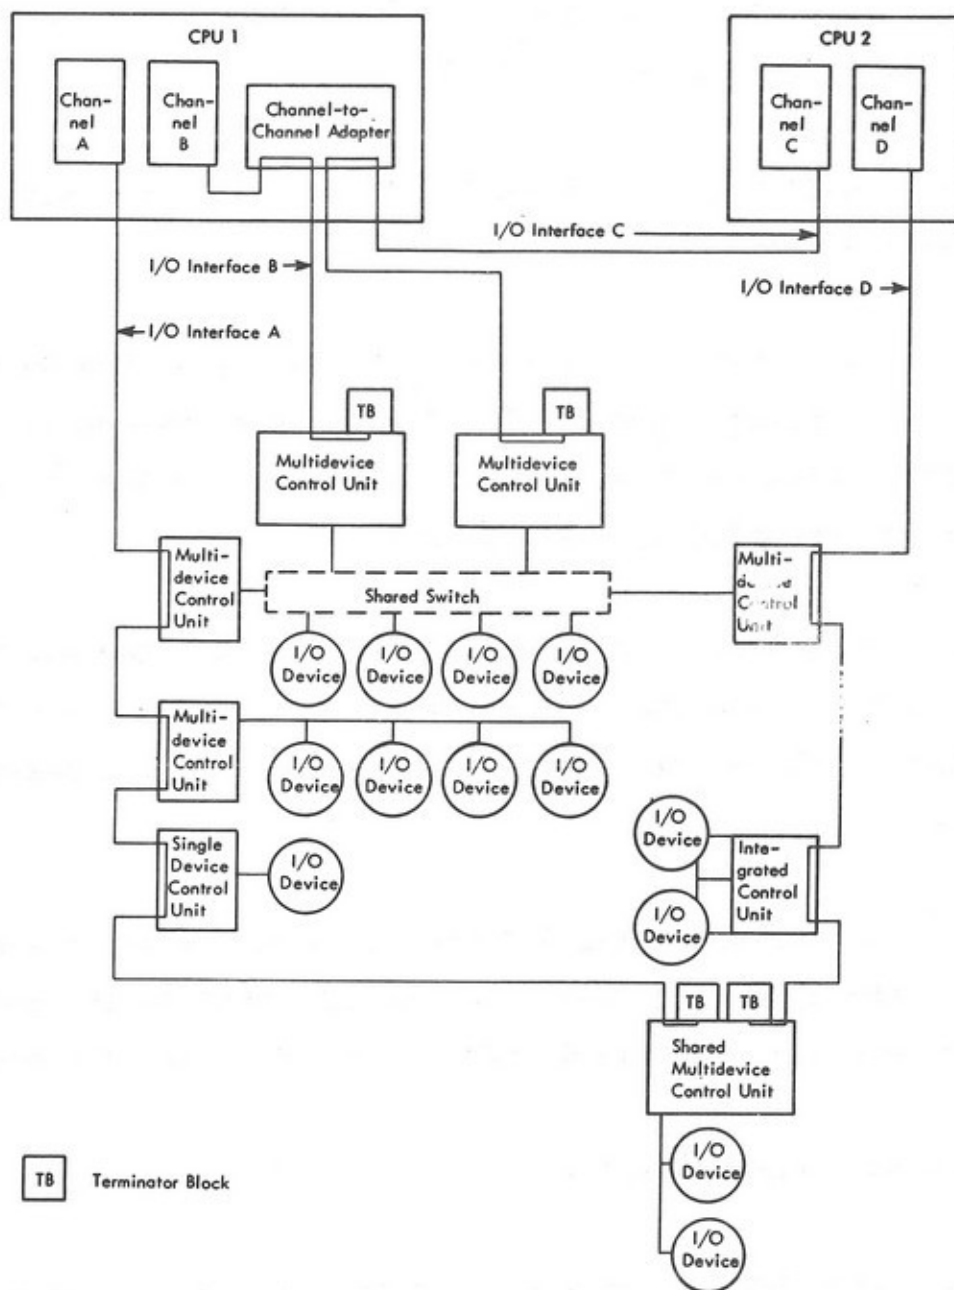 CPU 1
CPU 2
Chan-
nel
A
Chan-
nel
B
Channel-to-
Channel Adapter
Chan-
nel
C
Chan-
nel
D
I/O Interface C
I/O Interface B
I/O Interface D
I/O Interface A
TB
TB
Multidevice
Control Unit
Multidevice
Control Unit
Multi-
device
Control
Unit
Shared Switch
Multi-
device
Control
Unit
I/O
Device
I/O
Device
I/O
Device
I/O
Device
Multi-
device
Control
Unit
I/O
Device
I/O
Device
I/O
Device
I/O
Device
Single
Device
Control
Unit
I/O
Device
I/O
Device
I/O
Device
Inte-
grated
Control
Unit
TB
TB
Shared
Multidevice
Control Unit
I/O
Device
I/O
Device
TB
Terminator Block